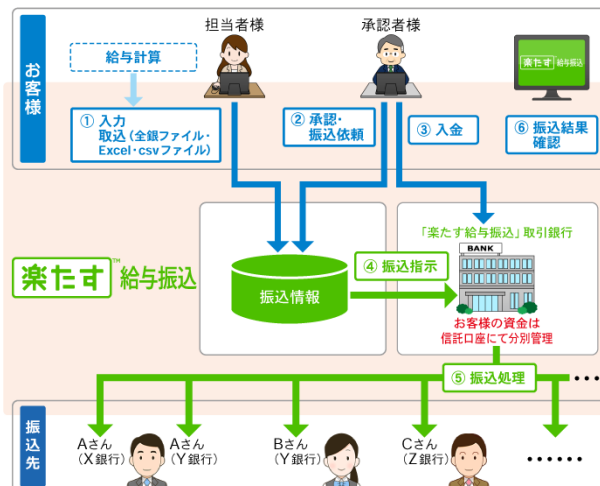 お客様
担当者様
承認者様
給与計算
楽たす 給与振込
① 入力
取込(全銀ファイル・
Excel・csvファイル)
② 承認・
振込依頼
③ 入金
⑥ 振込結果
確認
楽たす™ 給与振込
振込情報
④ 振込指示
「楽たす給与振込」取引銀行
BANK
お客様の資金は
信託口座にて分別管理
⑤ 振込処理
振込先
Aさん
(X銀行)
Aさん
(Y銀行)
Bさん
(Y銀行)
Cさん
(Z銀行)